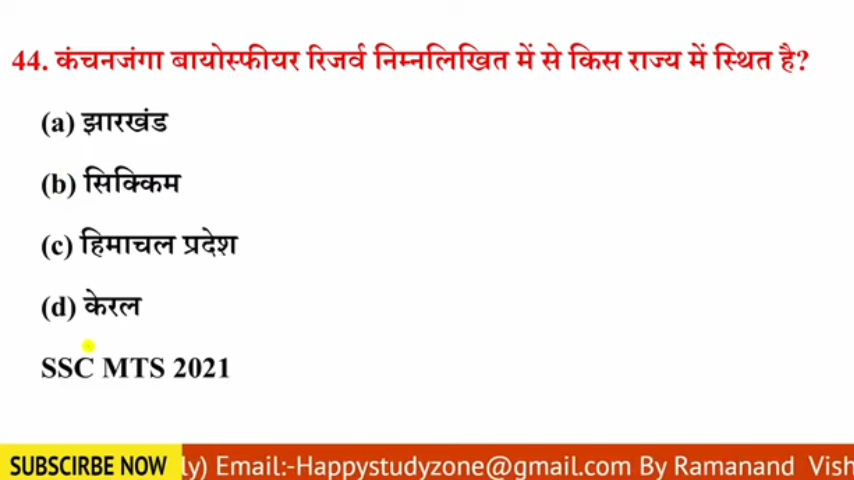 44. कंचनजंगा बायोस्फीयर रिजर्व निम्नलिखित में से किस राज्य में स्थित है?
(a) झारखंड
(b) सिक्किम
(c) हिमाचल प्रदेश
(d) केरल
SSC MTS 2021
SUBSCIRBE NOW ly) Email:-Happystudyzone@gmail.com By Ramanand Vish